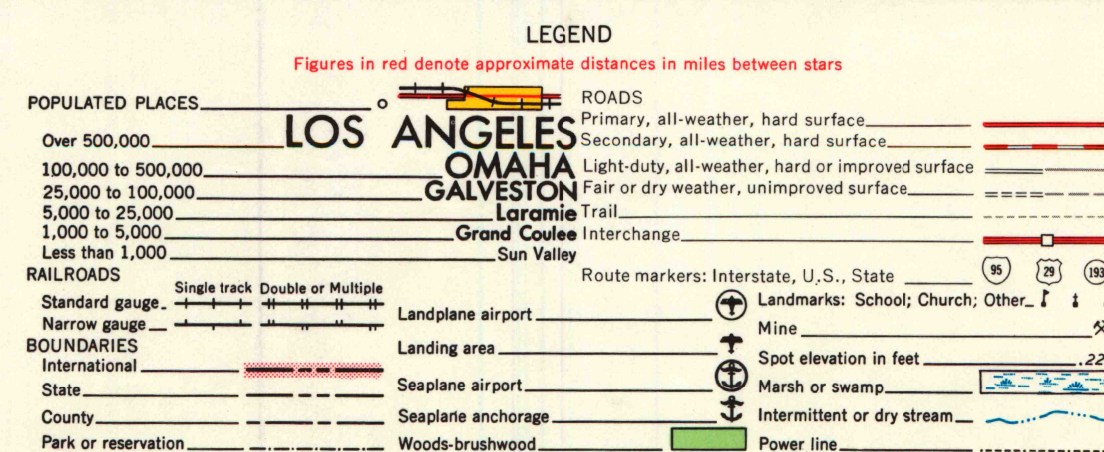 LEGEND
Figures in red denote approximate distances in miles between stars
POPULATED PLACES
Over 500,000 LOS ANGELES
100,000 to 500,000 OMAHA
25,000 to 100,000 GALVESTON
5,000 to 25,000 Laramie
1,000 to 5,000 Grand Coulee
Less than 1,000 Sun Valley
RAILROADS
Single track Double or Multiple
Standard gauge
Narrow gauge
BOUNDARIES
International
State
County
Park or reservation
Landplane airport
Landing area
Seaplane airport
Seaplane anchorage
Woods-brushwood
ROADS
Primary, all-weather, hard surface
Secondary, all-weather, hard surface
Light-duty, all-weather, hard or improved surface
Fair or dry weather, unimproved surface
Trail
Interchange
Route markers: Interstate, U.S., State 95 29 193
Landmarks: School; Church; Other
Mine
Spot elevation in feet
Marsh or swamp
Intermittent or dry stream
Power line